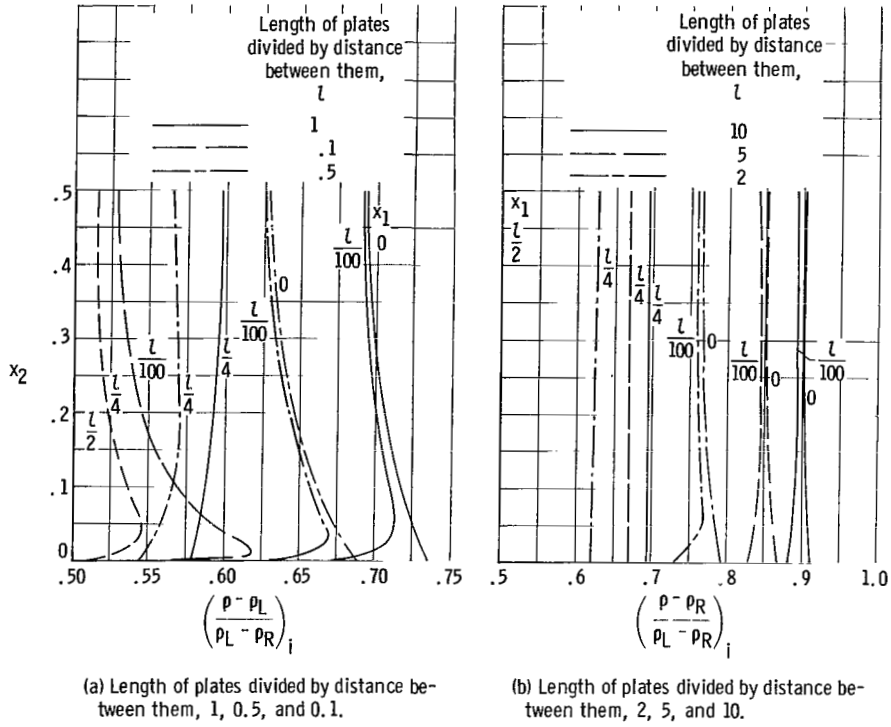 Length of plates
divided by distance
between them,
l
1
.1
.5
.5
.4
.3
.2
.1
0
x2
x1
l/100
0
0
l/100
l/4
l/100
l/4
l/4
l/2
.50
.55
.60
.65
.70
.75
(ρ - ρL / ρL - ρR)i
(a) Length of plates divided by distance be-
tween them, 1, 0.5, and 0.1.
Length of plates
divided by distance
between them,
l
10
5
2
x1
l/2
l/4
l/4
l/4
l/100
0
l/100
0
l/100
0
.5
.6
.7
.8
.9
1.0
(ρ - ρR / ρL - ρR)i
(b) Length of plates divided by distance be-
tween them, 2, 5, and 10.